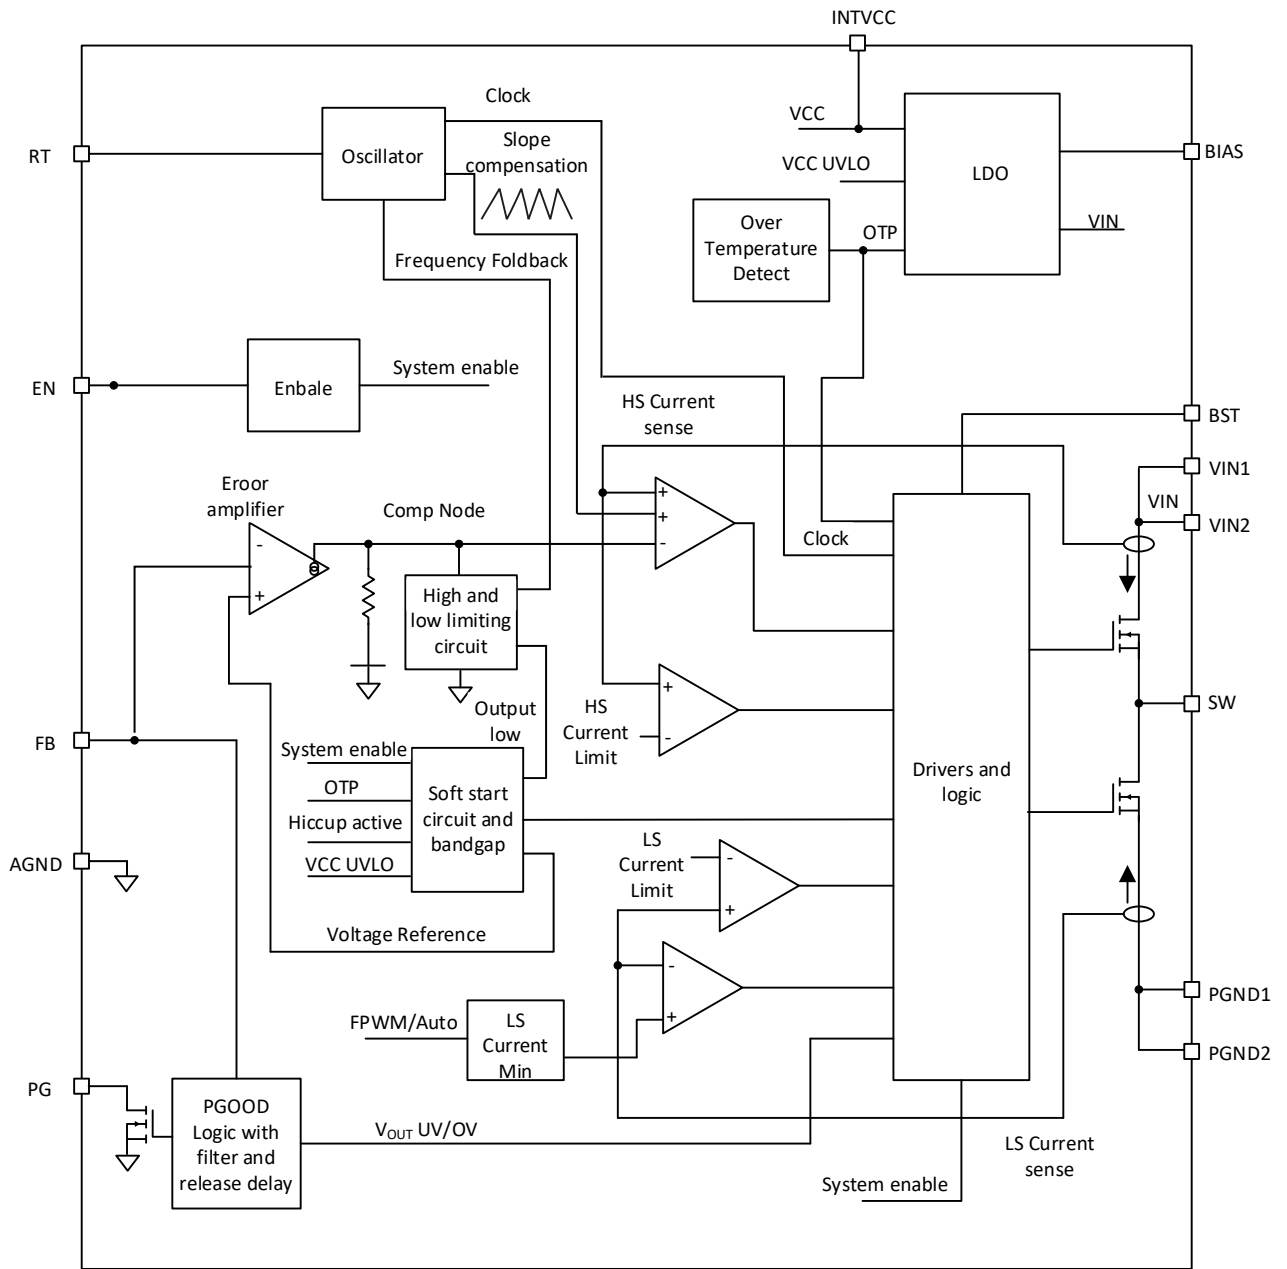 INTVCC
Clock
VCC
RT
Oscillator
Slope
compensation
BIAS
VCC UVLO
LDO
Over
Temperature
Detect
OTP
VIN
Frequency Foldback
EN
Enbale
System enable
HS Current
sense
BST
VIN1
Eroor
amplifier
Comp Node
VIN
VIN2
-
+
+
+
-
Clock
High and
low limiting
circuit
Output
low
HS
Current
Limit
+
-
SW
FB
System enable
OTP
Hiccup active
VCC UVLO
Soft start
circuit and
bandgap
Drivers and
logic
LS
Current
Limit
-
+
AGND
Voltage Reference
-
+
FPWM/Auto
LS
Current
Min
PGND1
PGND2
PG
PGOOD
Logic with
filter and
release delay
VOUT UV/OV
LS Current
sense
System enable